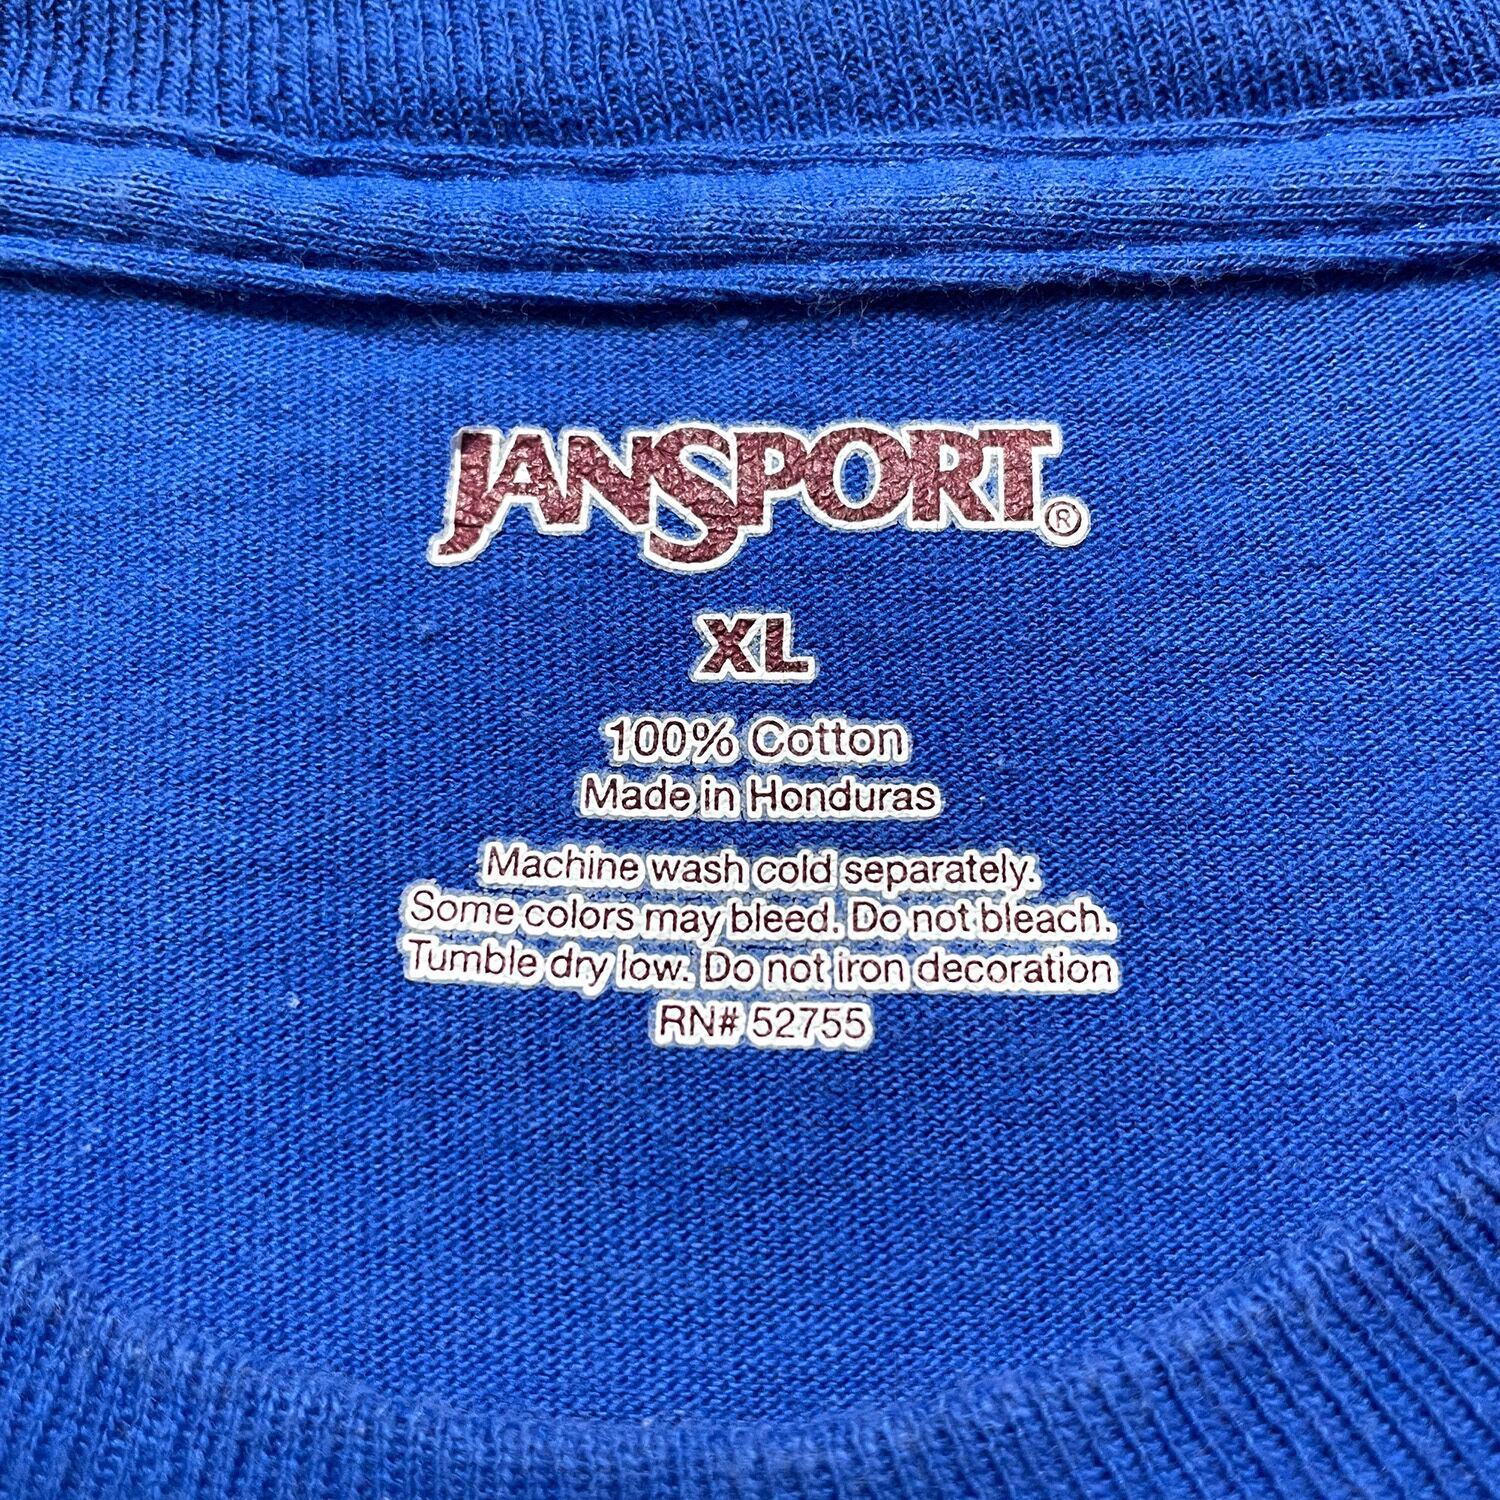 JANSPORT®
XL
100% Cotton
Made in Honduras
Machine wash cold separately.
Some colors may bleed. Do not bleach.
Tumble dry low. Do not iron decoration
RN# 52755